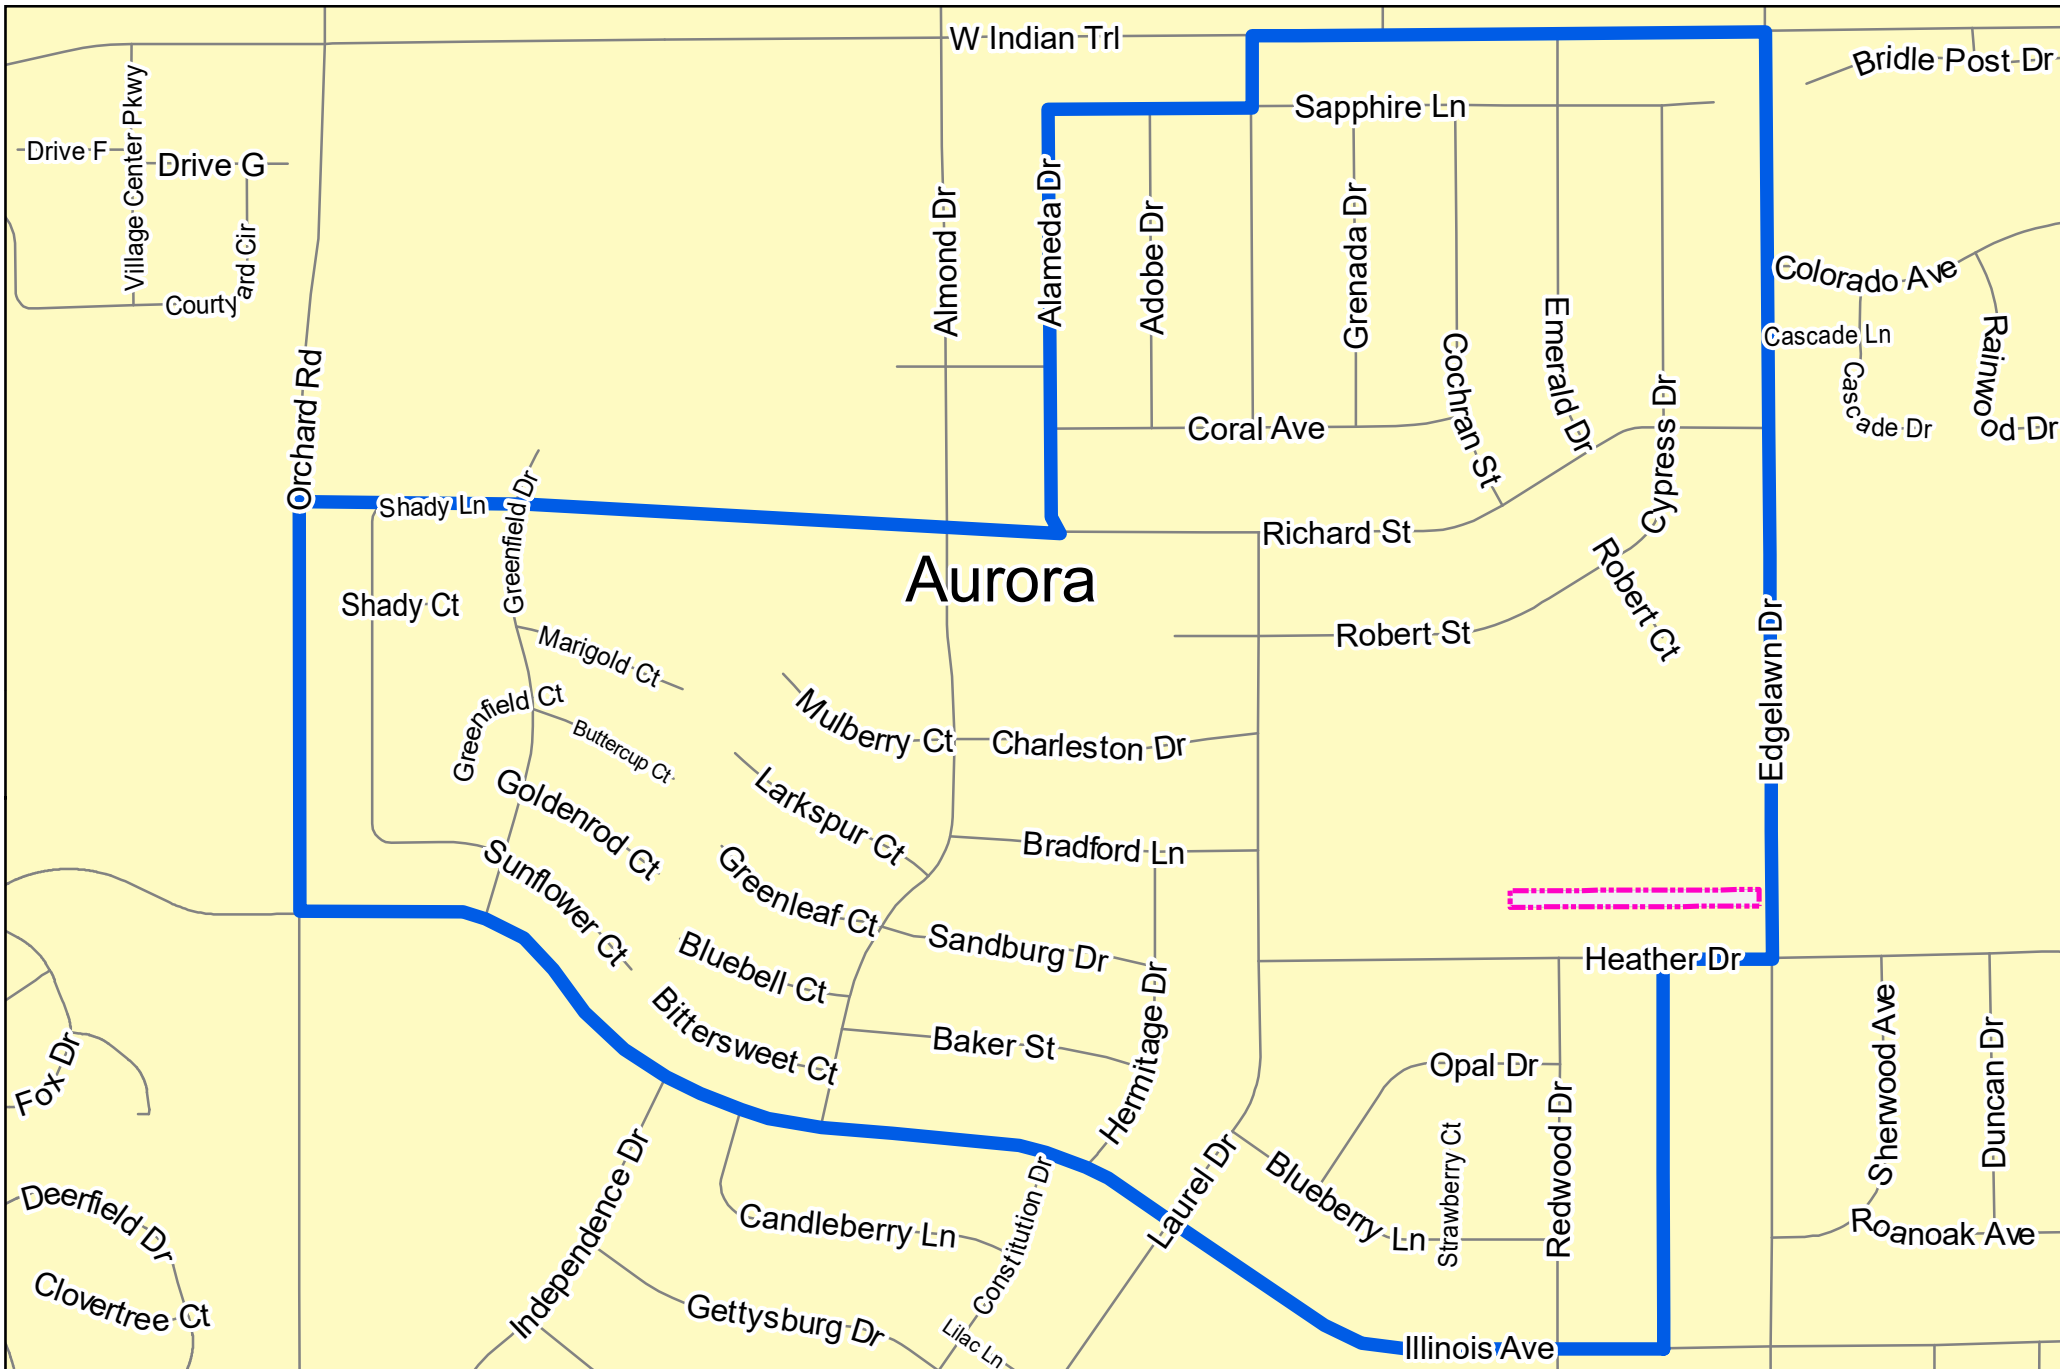 W Indian Trl
Bridle Post Dr
Village Center Pkwy
Drive F
Drive G
Courtyard Cir
Sapphire Ln
Almond Dr
Alameda Dr
Adobe Dr
Grenada Dr
Cochran St
Emerald Dr
Cypress Dr
Colorado Ave
Cascade Ln
Cascade Dr
Rainwood Dr
Orchard Rd
Coral Ave
Shady Ln
Greenfield Dr
Richard St
Aurora
Shady Ct
Robert St
Robert Ct
Edgelawn Dr
Marigold Ct
Greenfield Ct
Buttercup Ct
Mulberry Ct
Charleston Dr
Goldenrod Ct
Larkspur Ct
Bradford Ln
Sunflower Ct
Greenleaf Ct
Sandburg Dr
Bluebell Ct
Heather Dr
Bittersweet Ct
Baker St
Hermitage Dr
Opal Dr
Sherwood Ave
Duncan Dr
Fox Dr
Redwood Dr
Strawberry Ct
Laurel Dr
Blueberry Ln
Independence Dr
Candleberry Ln
Constitution Dr
Roanoak Ave
Deerfield Dr
Clovertree Ct
Gettysburg Dr
Lilac Ln
Illinois Ave